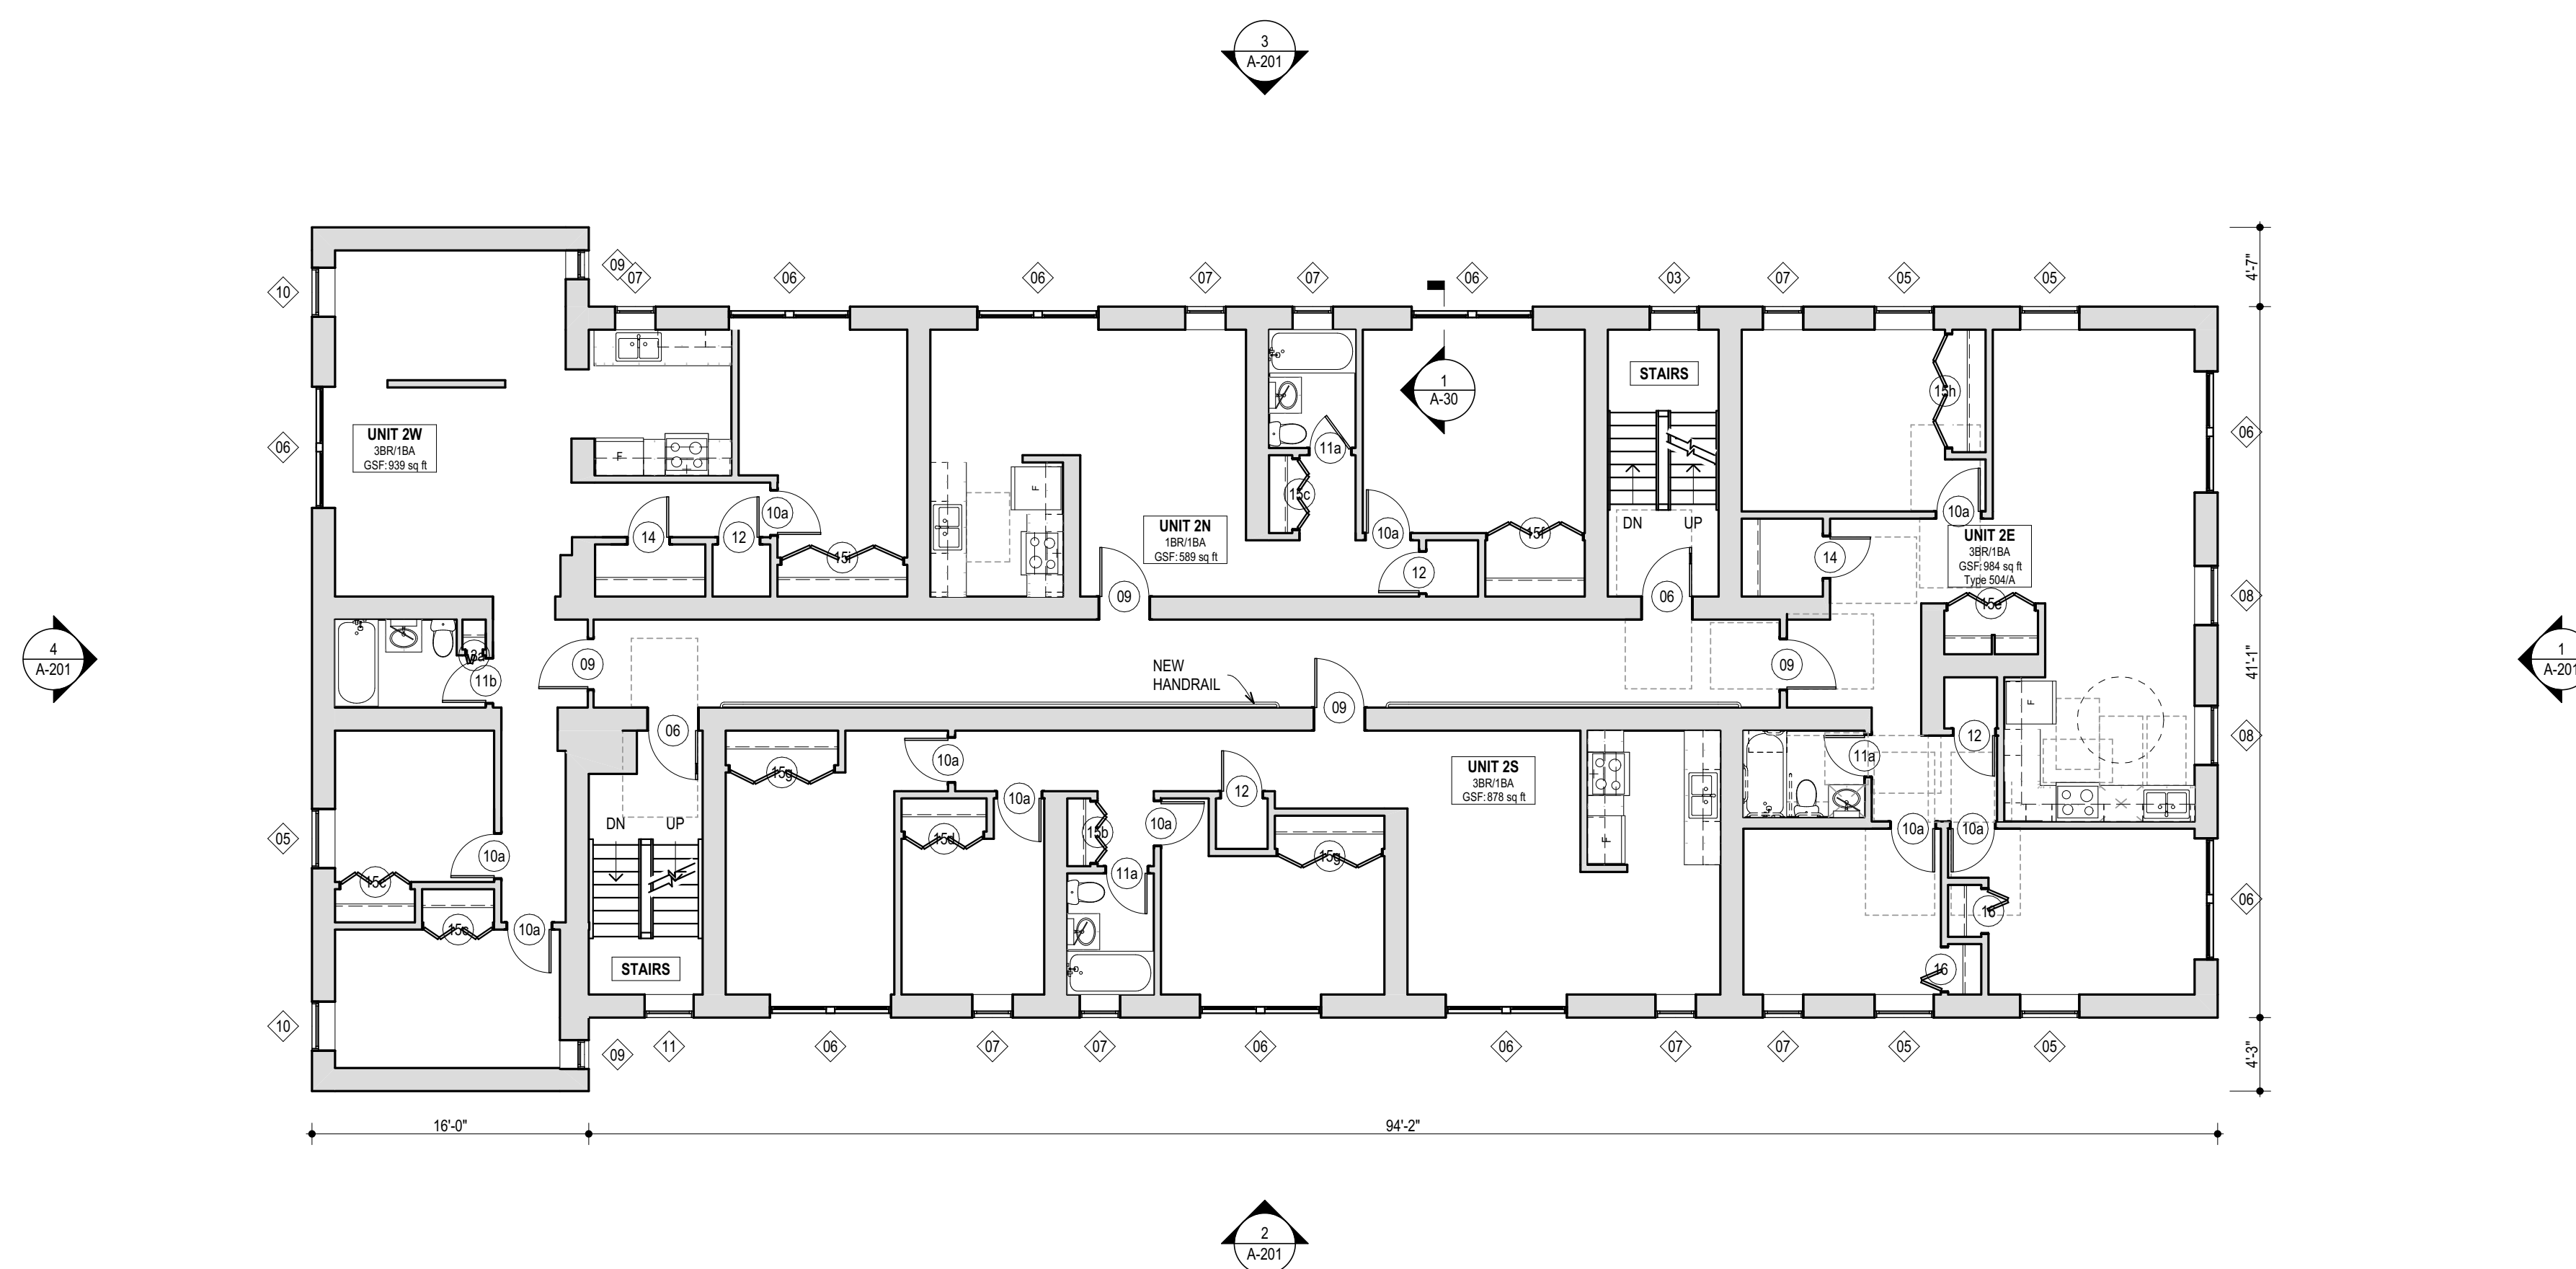 3
A-201
09
07
06
06
07
07
06
03
07
05
05
10
4'-7"
STAIRS
1
A-30
15h
06
06
UNIT 2W
3BR/1BA
GSF: 939 sq ft
F
11a
15c
F
10a
14
12
15i
UNIT 2N
1BR/1BA
GSF: 589 sq ft
10a
15f
12
DN
UP
10a
UNIT 2E
3BR/1BA
GSF: 984 sq ft
Type 504/A
14
09
06
15e
08
4
A-201
11b
09
NEW
HANDRAIL
09
09
41'-1"
1
A-201
06
15g
10a
10a
12
UNIT 2S
3BR/1BA
GSF: 878 sq ft
11a
12
F
08
DN
UP
05
10a
15d
15b
10a
11a
15g
F
10a
10a
15c
15c
10a
16
06
STAIRS
16
10
09
11
06
07
07
06
06
07
07
05
05
4'-3"
16'-0"
94'-2"
2
A-201